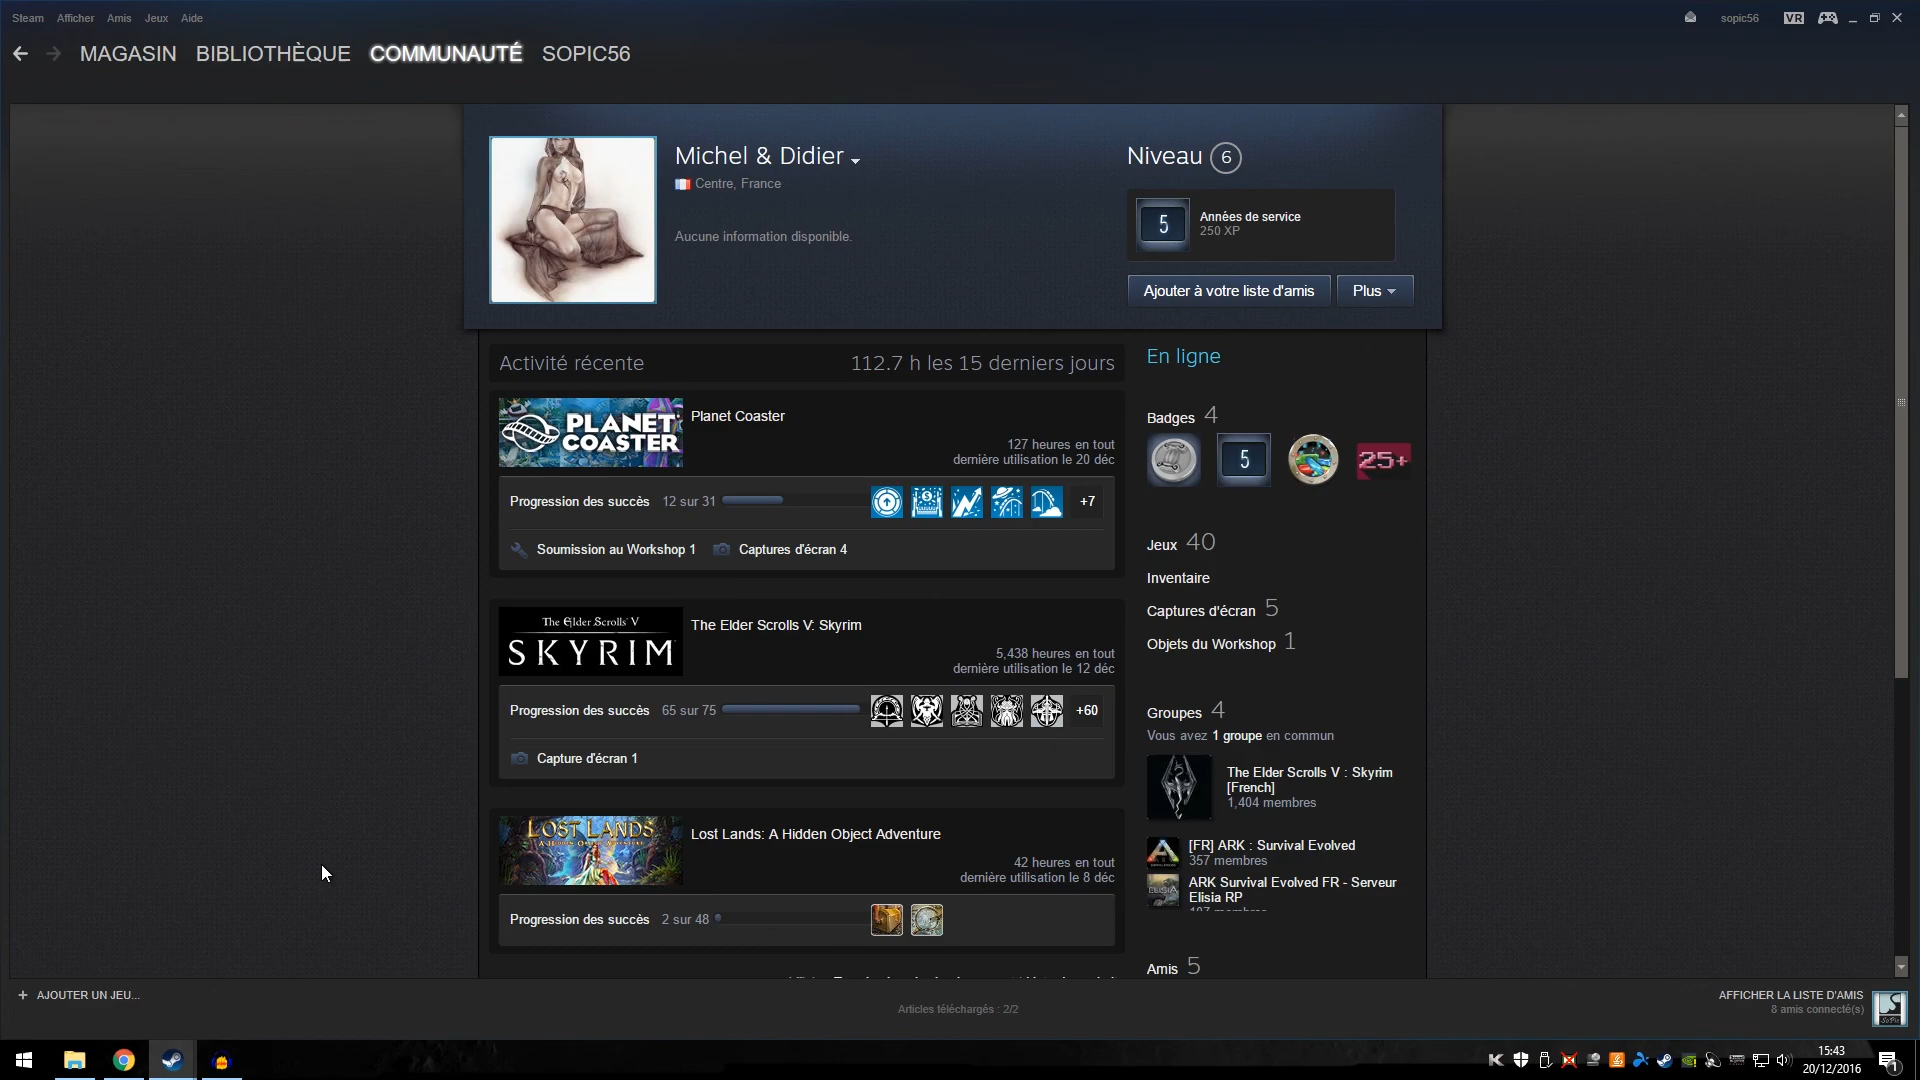 Steam Afficher Amis Jeux Aide
sopic56 VR
MAGASIN BIBLIOTHÈQUE COMMUNAUTÉ SOPIC56
Michel & Didier
Centre, France
Aucune information disponible.
Niveau 6
5 Années de service
250 XP
Ajouter à votre liste d'amis Plus
Activité récente 112.7 h les 15 derniers jours
PLANET COASTER
Planet Coaster
127 heures en tout
dernière utilisation le 20 déc
Progression des succès 12 sur 31 +7
Soumission au Workshop 1 Captures d'écran 4
The Elder Scrolls V
SKYRIM
The Elder Scrolls V: Skyrim
5,438 heures en tout
dernière utilisation le 12 déc
Progression des succès 65 sur 75 +60
Capture d'écran 1
LOST LANDS
A HIDDEN OBJECT ADVENTURE
Lost Lands: A Hidden Object Adventure
42 heures en tout
dernière utilisation le 8 déc
Progression des succès 2 sur 48
En ligne
Badges 4
5 25+
Jeux 40
Inventaire
Captures d'écran 5
Objets du Workshop 1
Groupes 4
Vous avez 1 groupe en commun
The Elder Scrolls V : Skyrim
[French]
1,404 membres
[FR] ARK : Survival Evolved
357 membres
ARK Survival Evolved FR - Serveur
Elisia RP
Amis 5
+ AJOUTER UN JEU...
Articles téléchargés : 2/2
AFFICHER LA LISTE D'AMIS
8 amis connecté(s)
15:43
20/12/2016
1